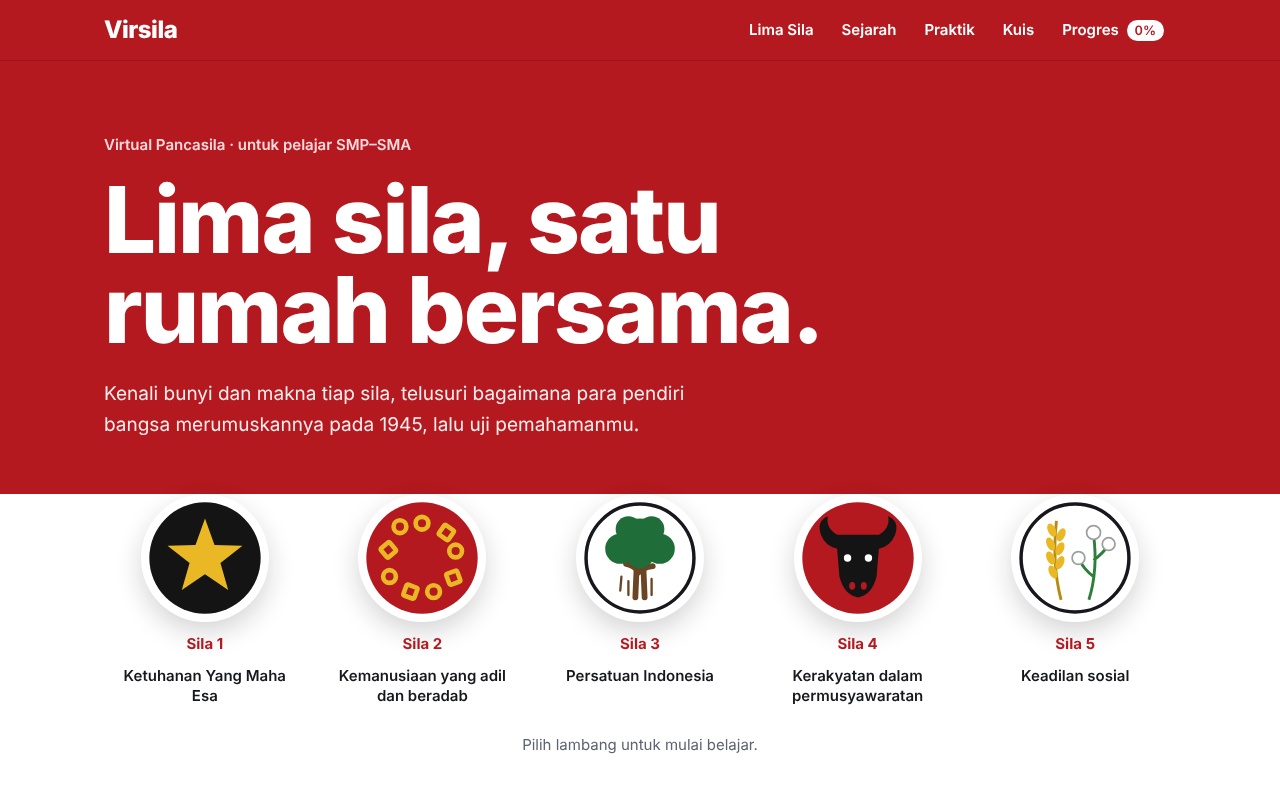 Virsila
Lima Sila
Sejarah
Praktik
Kuis
Progres 0%
Virtual Pancasila · untuk pelajar SMP–SMA
Lima sila, satu
rumah bersama.
Kenali bunyi dan makna tiap sila, telusuri bagaimana para pendiri
bangsa merumuskannya pada 1945, lalu uji pemahamanmu.
Sila 1
Ketuhanan Yang Maha
Esa
Sila 2
Kemanusiaan yang adil
dan beradab
Sila 3
Persatuan Indonesia
Sila 4
Kerakyatan dalam
permusyawaratan
Sila 5
Keadilan sosial
Pilih lambang untuk mulai belajar.